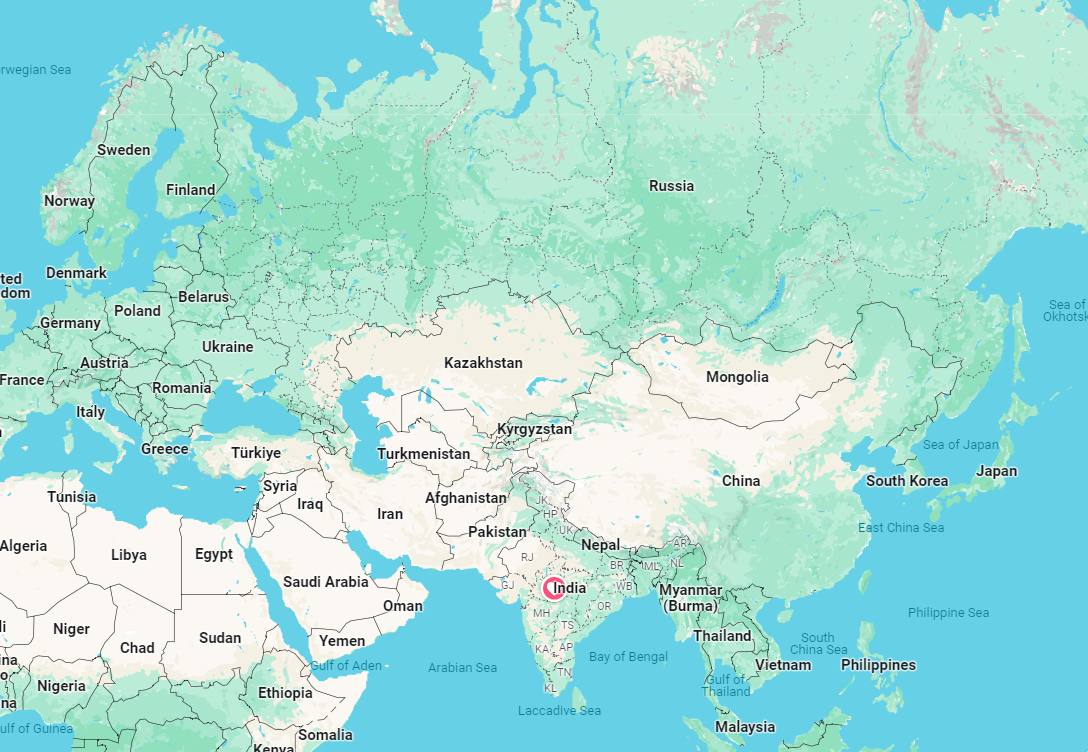 rwegian Sea
Sweden
Russia
Finland
Norway
Denmark
ted
dom
Belarus
Poland
Sea of
Okhotsk
Germany
Ukraine
Austria
Kazakhstan
France
Mongolia
Romania
Italy
Kyrgyzstan
Greece
Türkiye
Sea of Japan
Turkmenistan
Japan
China
South Korea
Syria
Tunisia
Afghanistan
JK
Iraq
Iran
HP
East China Sea
Pakistan
UK
Algeria
Nepal
AR
Libya
Egypt
RJ
BR
ML
NL
Saudi Arabia
GJ
India
WB
Myanmar
(Burma)
Oman
OR
MH
Philippine Sea
li
Niger
TS
Sudan
Yemen
Thailand
South
China Sea
Chad
KA
AP
Bay of Bengal
ina
o
Gulf of Aden
Arabian Sea
Vietnam
Philippines
TN
Nigeria
KL
Gulf of
Thailand
Ethiopia
na
Laccadive Sea
ulf of Guinea
Malaysia
Somalia
Kenya